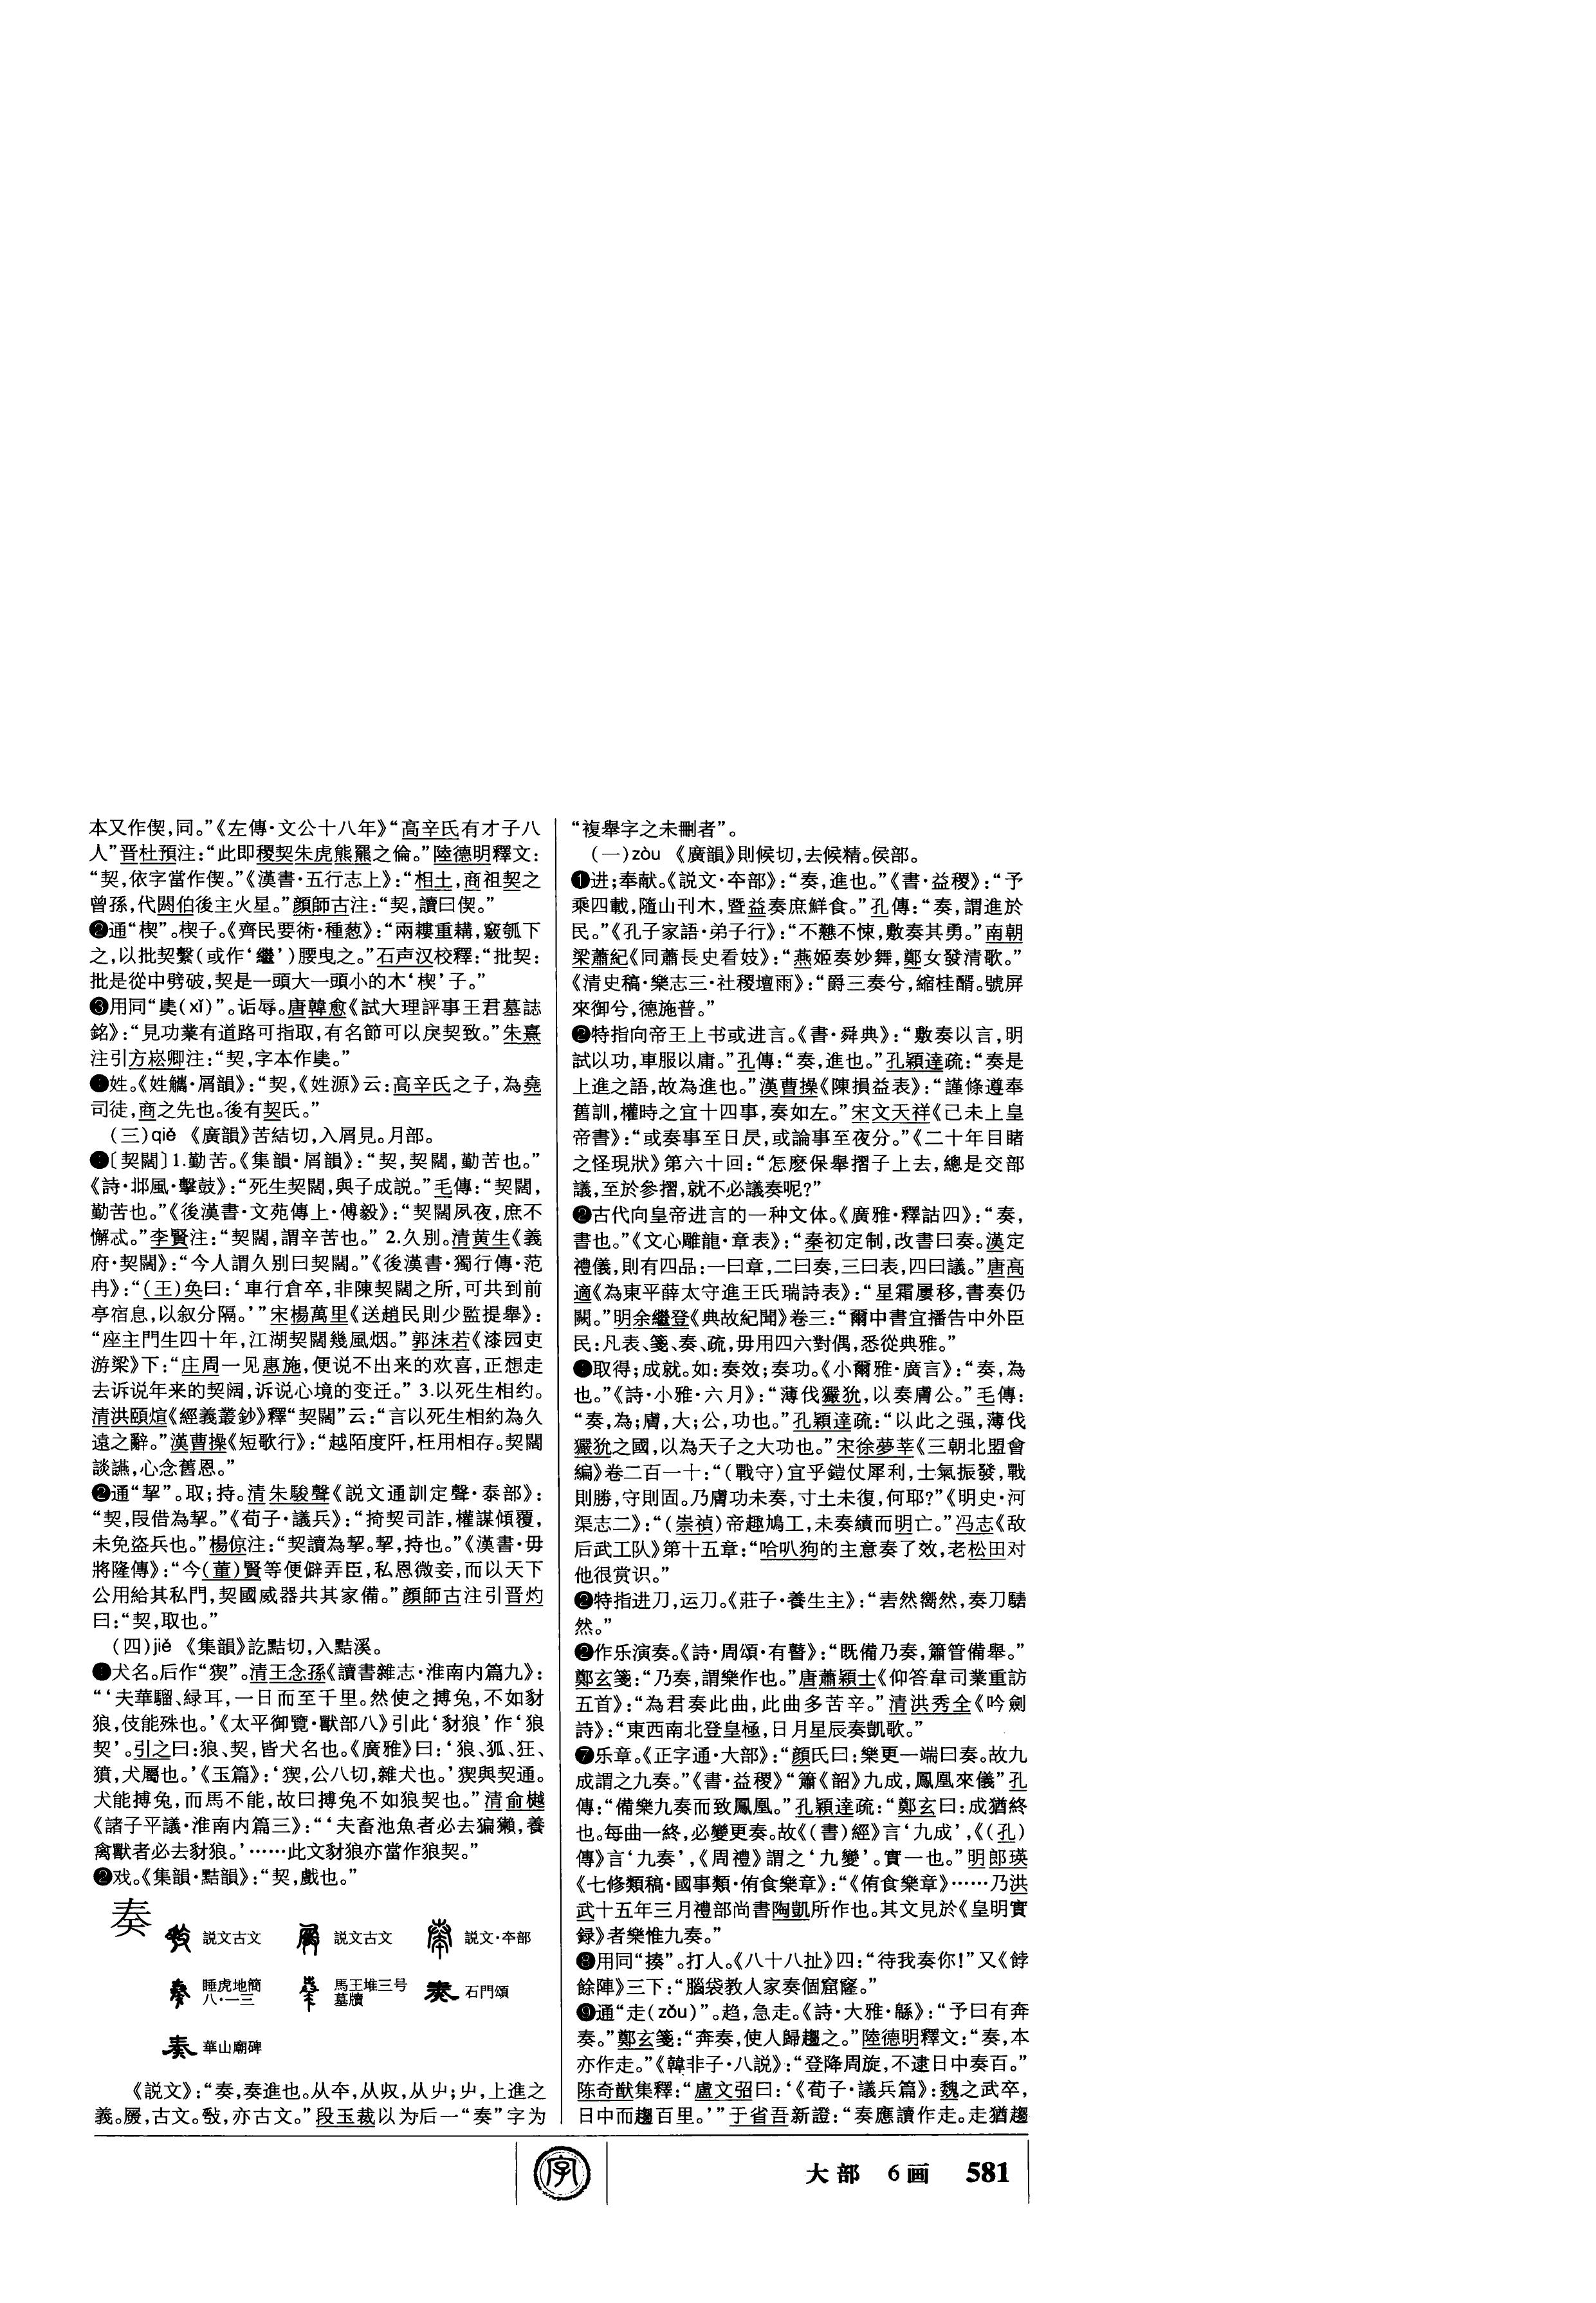 本又作偰，同。”《左傳·文公十八年》“高辛氏有才子八
人”晋杜預注：“此即稷契朱虎熊羆之倫。”陸德明釋文：
“契，依字當作偰。”《漢書·五行志上》：“相土，商祖契之
曾孫，代閼伯後主火星。”顔師古注：“契，讀曰偰。”
❷通“楔”。楔子。《齊民要術·種葱》：“兩耬重耩，竅瓠下
之，以批契繫（或作‘繼’）腰曳之。”石声汉校釋：“批契：
批是從中劈破，契是一頭大一頭小的木‘楔’子。”
❸用同“奊（xǐ）”。诟辱。唐韓愈《試大理評事王君墓誌
銘》：“見功業有道路可指取，有名節可以戾契致。”朱熹
注引方崧卿注：“契，字本作奊。”
姓。《姓觿·屑韻》：“契，《姓源》云：高辛氏之子，為堯
司徒，商之先也。後有契氏。”
（三）qiě 《廣韻》苦結切，入屑見。月部。
〔契闊〕1.勤苦。《集韻·屑韻》：“契，契闊，勤苦也。”
《詩·邶風·擊鼓》：“死生契闊，與子成説。”毛傳：“契闊，
勤苦也。”《後漢書·文苑傳上·傅毅》：“契闊夙夜，庶不
懈忒。”李賢注：“契闊，謂辛苦也。” 2.久别。清黄生《義
府·契闊》：“今人謂久别曰契闊。”《後漢書·獨行傳·范
冉》：“（王）奂曰：‘車行倉卒，非陳契闊之所，可共到前
亭宿息，以叙分隔。’”宋楊萬里《送趙民則少監提舉》：
“座主門生四十年，江湖契闊幾風烟。”郭沫若《漆园吏
游梁》下：“庄周一见惠施，便说不出来的欢喜，正想走
去诉说年来的契阔，诉说心境的变迁。” 3.以死生相约。
清洪頤煊《經義叢鈔》釋“契闊”云：“言以死生相約為久
遠之辭。”漢曹操《短歌行》：“越陌度阡，枉用相存。契闊
談讌，心念舊恩。”
❷通“挈”。取；持。清朱駿聲《説文通訓定聲·泰部》：
“契，叚借為挈。”《荀子·議兵》：“掎契司詐，權謀傾覆，
未免盜兵也。”楊倞注：“契讀為挈。挈，持也。”《漢書·毋
將隆傳》：“今（董）賢等便僻弄臣，私恩微妾，而以天下
公用給其私門，契國威器共其家備。”顔師古注引晋灼
曰：“契，取也。”
（四）jiě 《集韻》訖黠切，入黠溪。
犬名。后作“猰”。清王念孫《讀書雜志·淮南内篇九》：
“‘夫華騮、緑耳，一日而至千里。然使之搏兔，不如豺
狼，伎能殊也。’《太平御覽·獸部八》引此‘豺狼’作‘狼
契’。引之曰：狼、契，皆犬名也。《廣雅》曰：‘狼、狐、狂、
獖，犬屬也。’《玉篇》：‘猰，公八切，雜犬也。’猰與契通。
犬能搏兔，而馬不能，故曰搏兔不如狼契也。”清俞樾
《諸子平議·淮南内篇三》：“‘夫畜池魚者必去猵獺，養
禽獸者必去豺狼。’……此文豺狼亦當作狼契。”
❷戏。《集韻·黠韻》：“契，戲也。”
奏
説文古文 説文古文 説文·夲部
睡虎地簡八·一三 馬王堆三号墓牘 石門頌
華山廟碑
《説文》：“奏，奏進也。从夲，从𠬞，从屮；屮，上進之
義。𡱀，古文。𢿷，亦古文。”段玉裁以为后一“奏”字为
“複舉字之未刪者”。
（一）zòu 《廣韻》則候切，去候精。侯部。
❶进；奉献。《説文·夲部》：“奏，進也。”《書·益稷》：“予
乘四載，隨山刊木，暨益奏庶鮮食。”孔傳：“奏，謂進於
民。”《孔子家語·弟子行》：“不戁不悚，敷奏其勇。”南朝
梁蕭紀《同蕭長史看妓》：“燕姬奏妙舞，鄭女發清歌。”
《清史稿·樂志三·社稷壇雨》：“爵三奏兮，縮桂醑。號屏
來御兮，德施普。”
❷特指向帝王上书或进言。《書·舜典》：“敷奏以言，明
試以功，車服以庸。”孔傳：“奏，進也。”孔穎達疏：“奏是
上進之語，故為進也。”漢曹操《陳損益表》：“謹條遵奉
舊訓，權時之宜十四事，奏如左。”宋文天祥《己未上皇
帝書》：“或奏事至日昃，或論事至夜分。”《二十年目睹
之怪現狀》第六十回：“怎麽保舉摺子上去，總是交部
議，至於參摺，就不必議奏呢？”
❷古代向皇帝进言的一种文体。《廣雅·釋詁四》：“奏，
書也。”《文心雕龍·章表》：“秦初定制，改書曰奏。漢定
禮儀，則有四品：一曰章，二曰奏，三曰表，四曰議。”唐高
適《為東平薛太守進王氏瑞詩表》：“星霜屢移，書奏仍
闕。”明余繼登《典故紀聞》卷三：“爾中書宜播告中外臣
民：凡表、箋、奏、疏，毋用四六對偶，悉從典雅。”
取得；成就。如：奏效；奏功。《小爾雅·廣言》：“奏，為
也。”《詩·小雅·六月》：“薄伐玁狁，以奏膚公。”毛傳：
“奏，為；膚，大；公，功也。”孔穎達疏：“以此之强，薄伐
玁狁之國，以為天子之大功也。”宋徐夢莘《三朝北盟會
編》卷二百一十：“（戰守）宜乎鎧仗犀利，士氣振發，戰
則勝，守則固。乃膚功未奏，寸土未復，何耶？”《明史·河
渠志二》：“（崇禎）帝趣鳩工，未奏績而明亡。”冯志《敌
后武工队》第十五章：“哈叭狗的主意奏了效，老松田对
他很赏识。”
❷特指进刀，运刀。《莊子·養生主》：“砉然嚮然，奏刀騞
然。”
❷作乐演奏。《詩·周頌·有瞽》：“既備乃奏，簫管備舉。”
鄭玄箋：“乃奏，謂樂作也。”唐蕭穎士《仰答韋司業重訪
五首》：“為君奏此曲，此曲多苦辛。”清洪秀全《吟劍
詩》：“東西南北登皇極，日月星辰奏凱歌。”
❼乐章。《正字通·大部》：“顔氏曰：樂更一端曰奏。故九
成謂之九奏。”《書·益稷》“簫《韶》九成，鳳凰來儀”孔
傳：“備樂九奏而致鳳凰。”孔穎達疏：“鄭玄曰：成猶終
也。每曲一終，必變更奏。故《（書）經》言‘九成’，《（孔）
傳》言‘九奏’，《周禮》謂之‘九變’。實一也。”明郎瑛
《七修類稿·國事類·侑食樂章》：“《侑食樂章》……乃洪
武十五年三月禮部尚書陶凱所作也。其文見於《皇明實
録》者樂惟九奏。”
❽用同“揍”。打人。《八十八扯》四：“待我奏你！”又《餑
餘陣》三下：“腦袋教人家奏個窟窿。”
❾通“走（zǒu）”。趋，急走。《詩·大雅·緜》：“予曰有奔
奏。”鄭玄箋：“奔奏，使人歸趨之。”陸德明釋文：“奏，本
亦作走。”《韓非子·八説》：“登降周旋，不逮日中奏百。”
陈奇猷集釋：“盧文弨曰：‘《荀子·議兵篇》：魏之武卒，
日中而趨百里。’”于省吾新證：“奏應讀作走。走猶趨
字
大部 6画 581